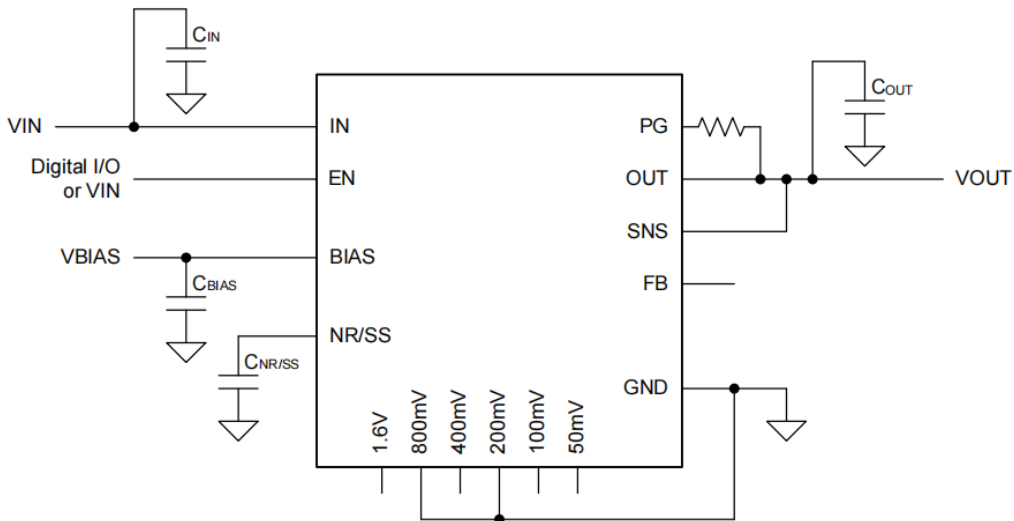 CIN
VIN
IN
PG
COUT
Digital I/O
or VIN
EN
OUT
VOUT
SNS
VBIAS
BIAS
FB
CBIAS
NR/SS
CNR/SS
GND
1.6V
800mV
400mV
200mV
100mV
50mV